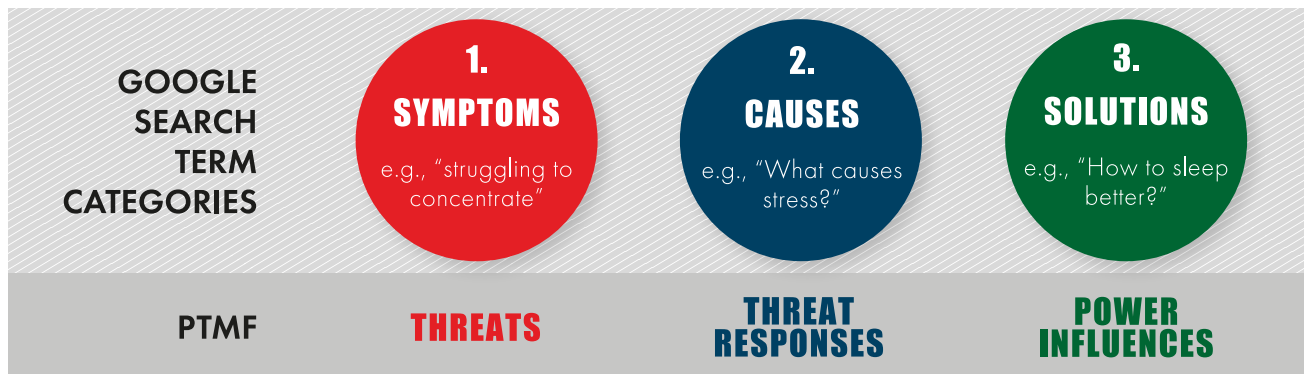 GOOGLE
SEARCH
TERM
CATEGORIES
1.
SYMPTOMS
e.g., “struggling to
concentrate”
2.
CAUSES
e.g., “What causes
stress?”
3.
SOLUTIONS
e.g., “How to sleep
better?”
PTMF
THREATS
THREAT
RESPONSES
POWER
INFLUENCES